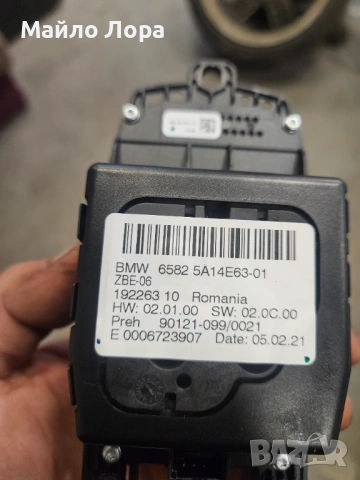 Майло Лора
BMW 6582 5A14E63-01
ZBE-06
192263 10 Romania
HW: 02.01.00 SW: 02.0C.00
Preh 90121-099/0021
E 0006723907 Date: 05.02.21
BAZAR